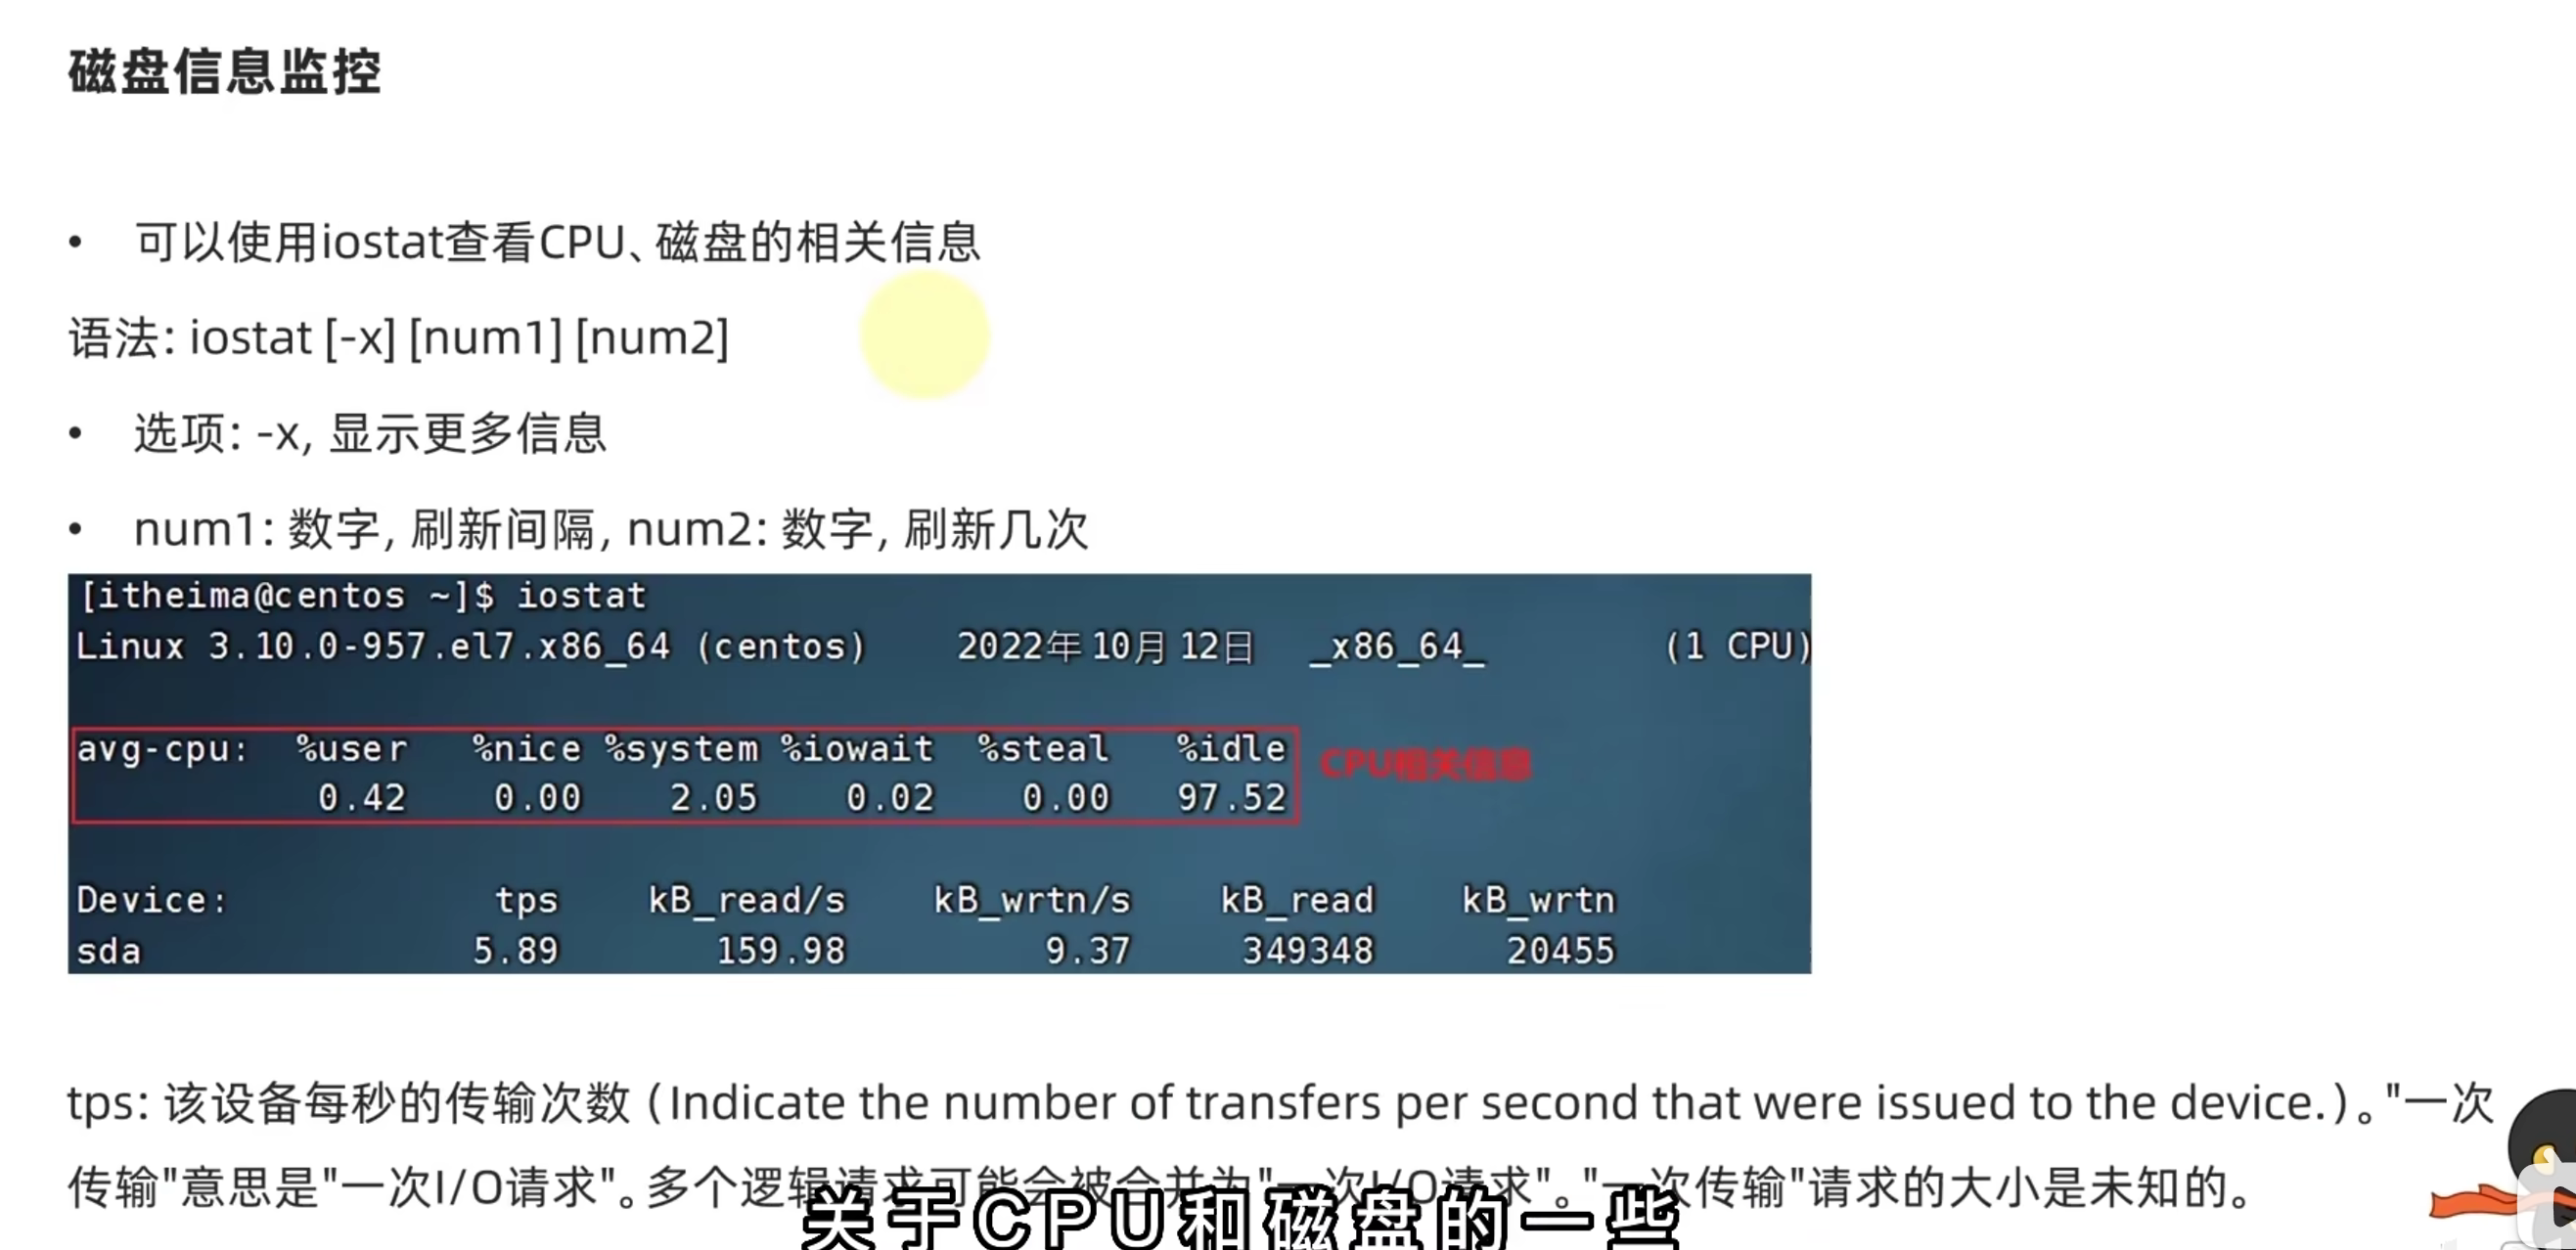 磁盘信息监控
• 可以使用iostat查看CPU、磁盘的相关信息
语法: iostat [-x] [num1] [num2]
• 选项: -x, 显示更多信息
• num1: 数字, 刷新间隔, num2: 数字, 刷新几次
[itheima@centos ~]$ iostat
Linux 3.10.0-957.el7.x86_64 (centos) 2022年10月12日 _x86_64_ (1 CPU)
avg-cpu: %user %nice %system %iowait %steal %idle
0.42 0.00 2.05 0.02 0.00 97.52
CPU相关信息
Device: tps kB_read/s kB_wrtn/s kB_read kB_wrtn
sda 5.89 159.98 9.37 349348 20455
tps: 该设备每秒的传输次数 (Indicate the number of transfers per second that were issued to the device.) 。"一次
传输"意思是"一次I/O请求"。多个逻辑请求可能会被合并为"一次I/O请求"。"一次传输"请求的大小是未知的。
关于CPU和磁盘的一些